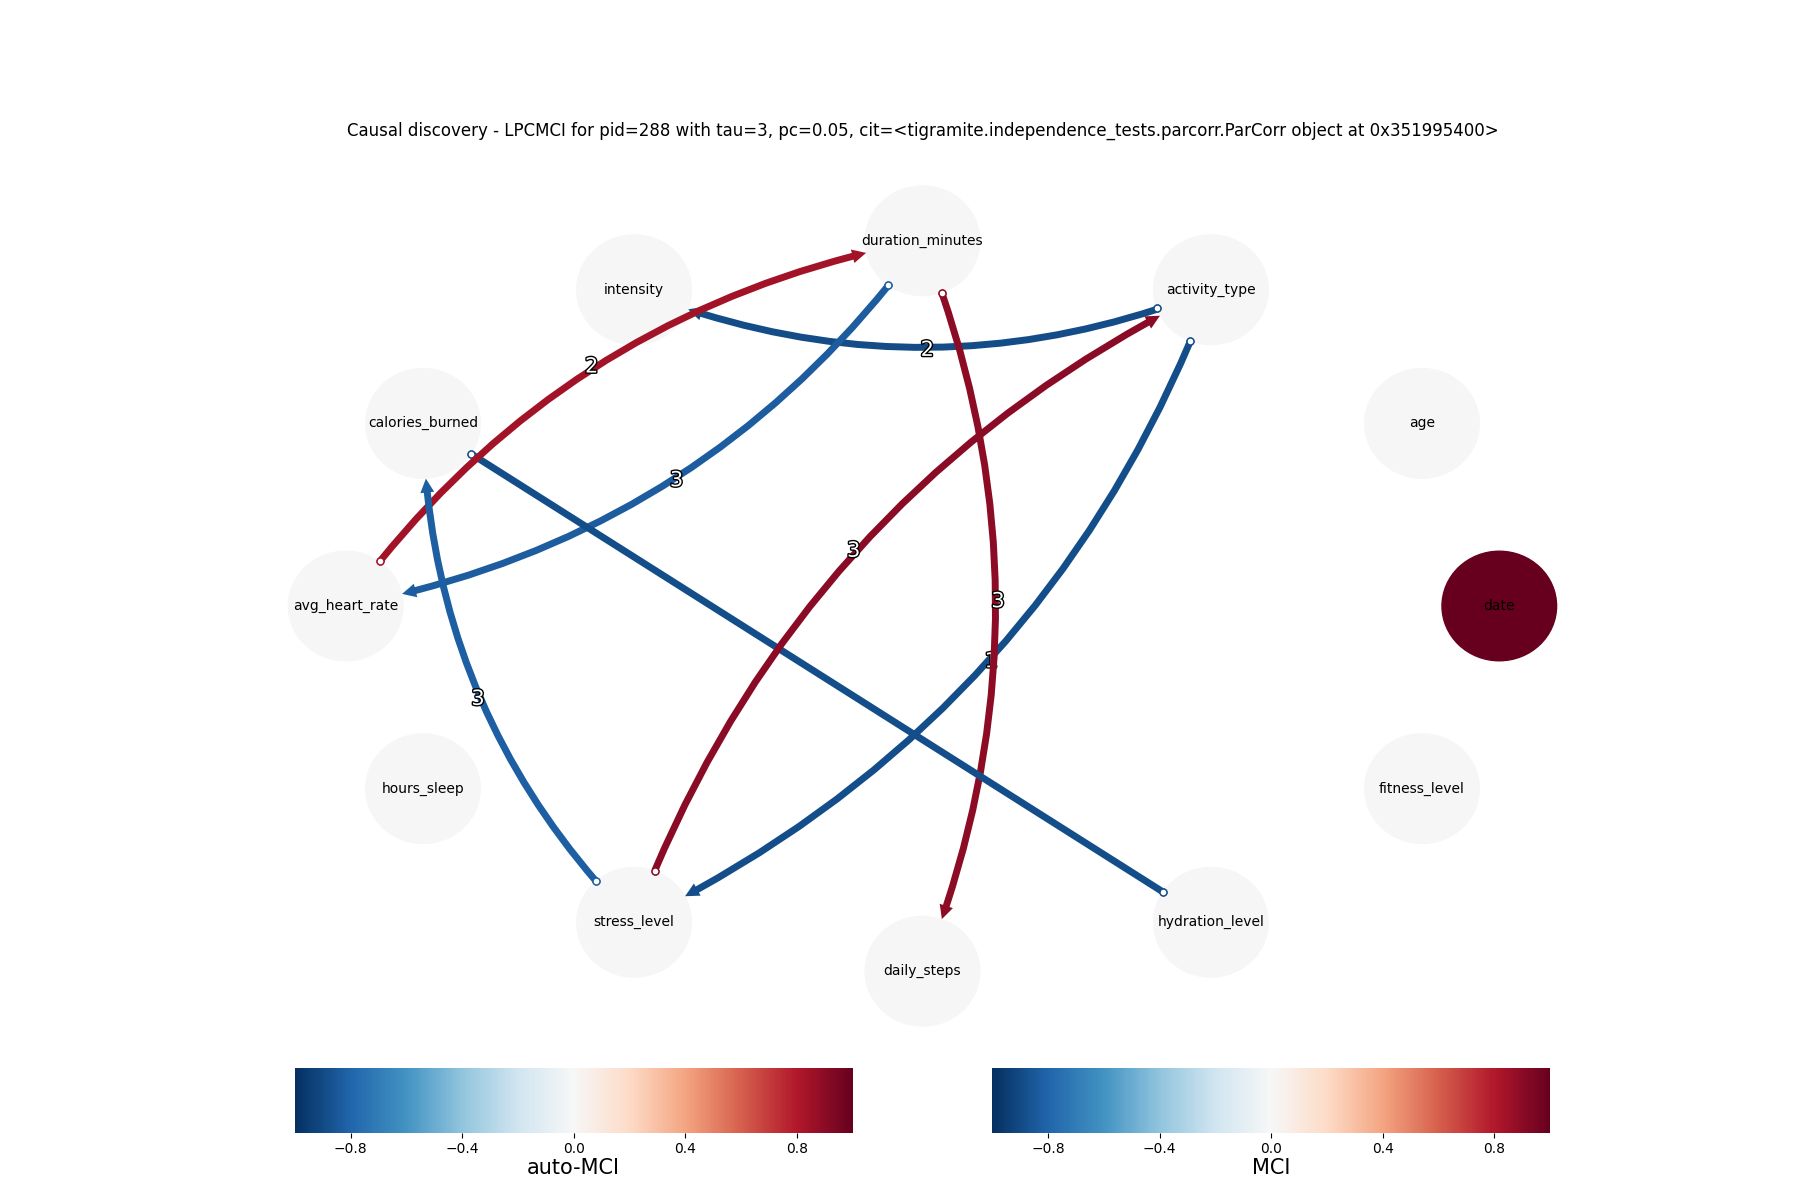 Causal discovery - LPCMCI for pid=288 with tau=3, pc=0.05, cit=<tigramite.independence_tests.parcorr.ParCorr object at 0x351995400>
duration_minutes
intensity
activity_type
2
2
calories_burned
age
3
3
avg_heart_rate
date
3
3
hours_sleep
fitness_level
stress_level
hydration_level
daily_steps
−0.8 −0.4 0.0 0.4 0.8
auto-MCI
−0.8 −0.4 0.0 0.4 0.8
MCI